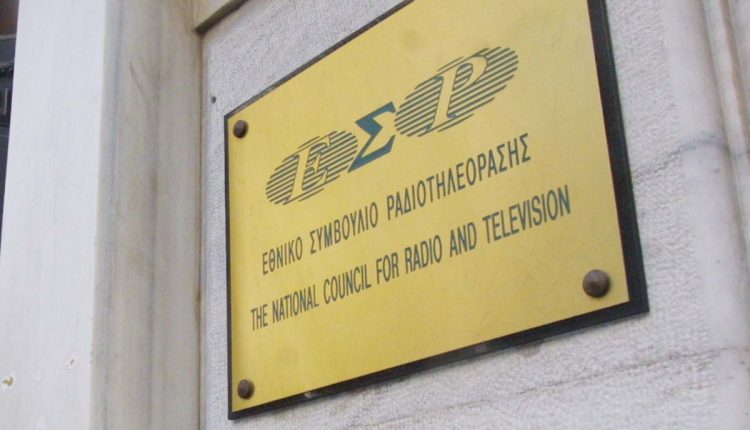 ΕΣΡ
ΕΘΝΙΚΟ ΣΥΜΒΟΥΛΙΟ ΡΑΔΙΟΤΗΛΕΟΡΑΣΗΣ
THE NATIONAL COUNCIL FOR RADIO AND TELEVISION